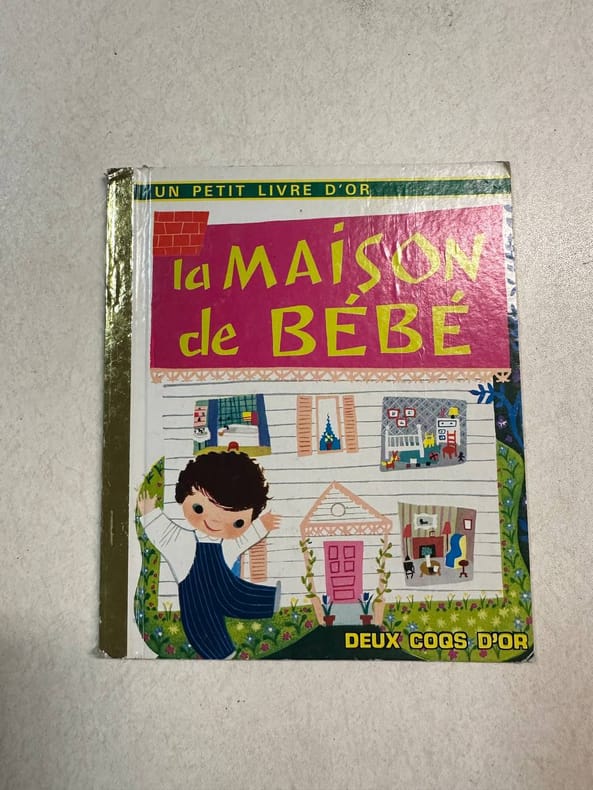 UN PETIT LIVRE D'OR
la MAiSON
de BÉBÉ
DEUX COQS D'OR